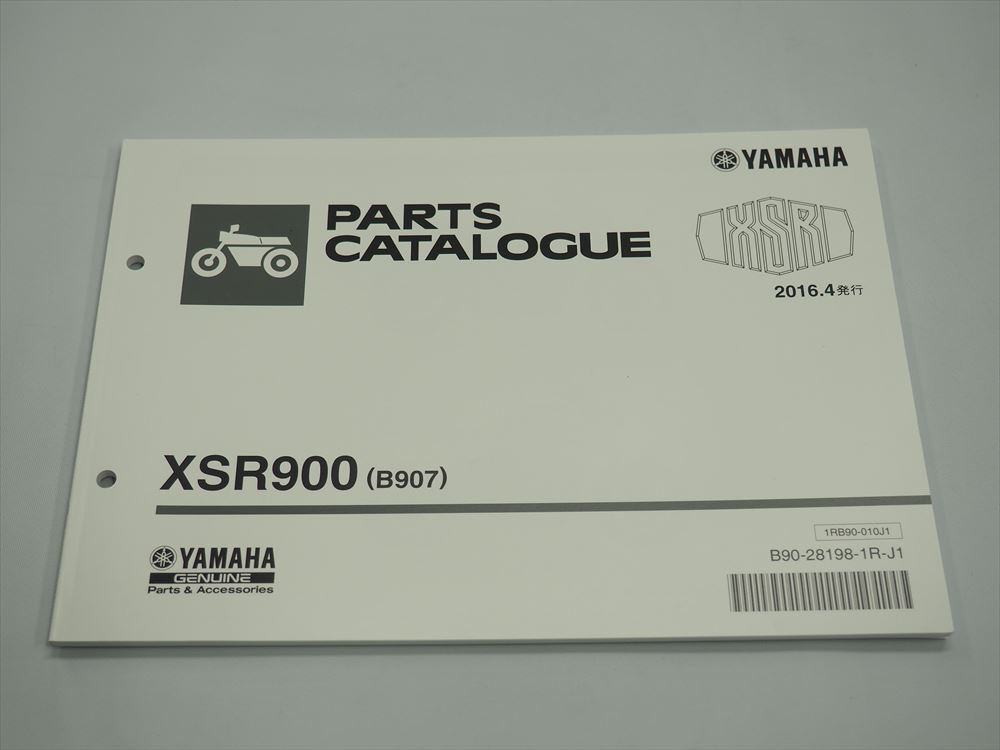 YAMAHA
PARTS
CATALOGUE
XSR
2016.4発行
XSR900 (B907)
1RB90-010J1
B90-28198-1R-J1
YAMAHA
GENUINE
Parts & Accessories